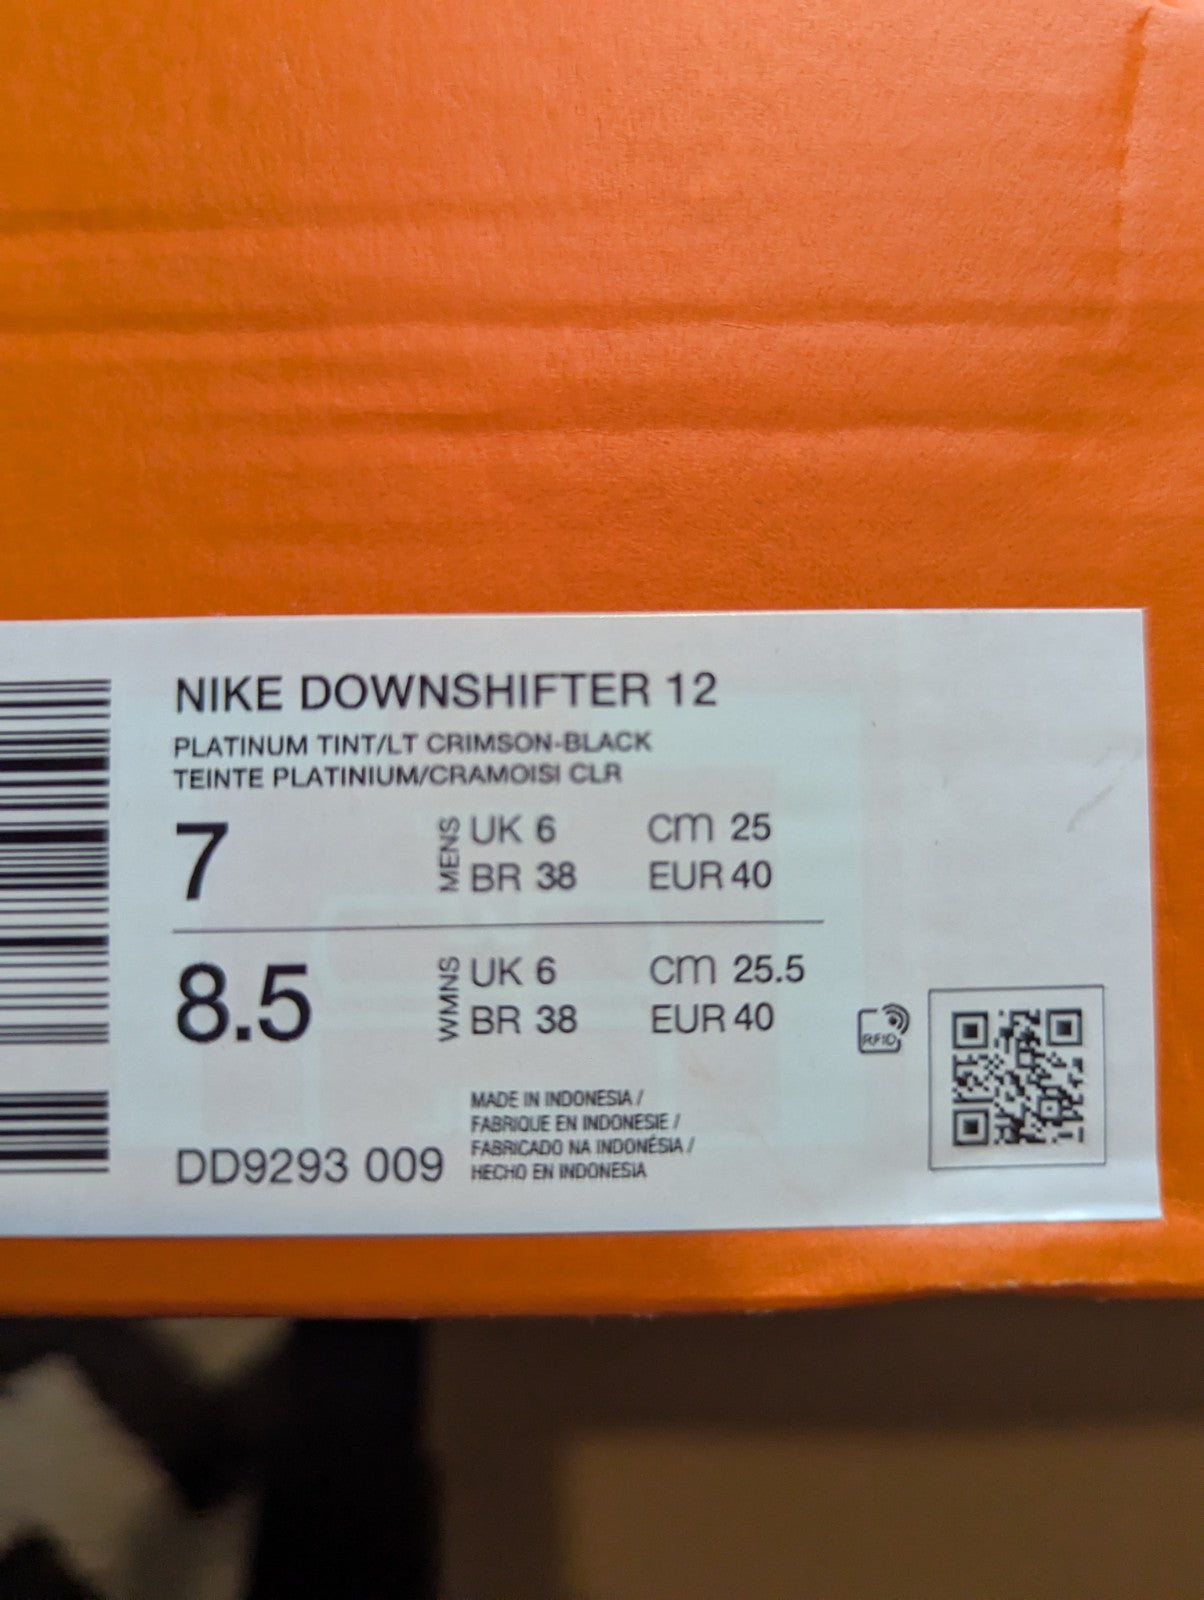 NIKE DOWNSHIFTER 12
PLATINUM TINT/LT CRIMSON-BLACK
TEINTE PLATINIUM/CRAMOISI CLR
7 MENS UK 6 CM 25
BR 38 EUR 40
8.5 WMNS UK 6 CM 25.5
BR 38 EUR 40
RFID
MADE IN INDONESIA /
FABRIQUE EN INDONESIE /
FABRICADO NA INDONÉSIA /
HECHO EN INDONESIA
DD9293 009